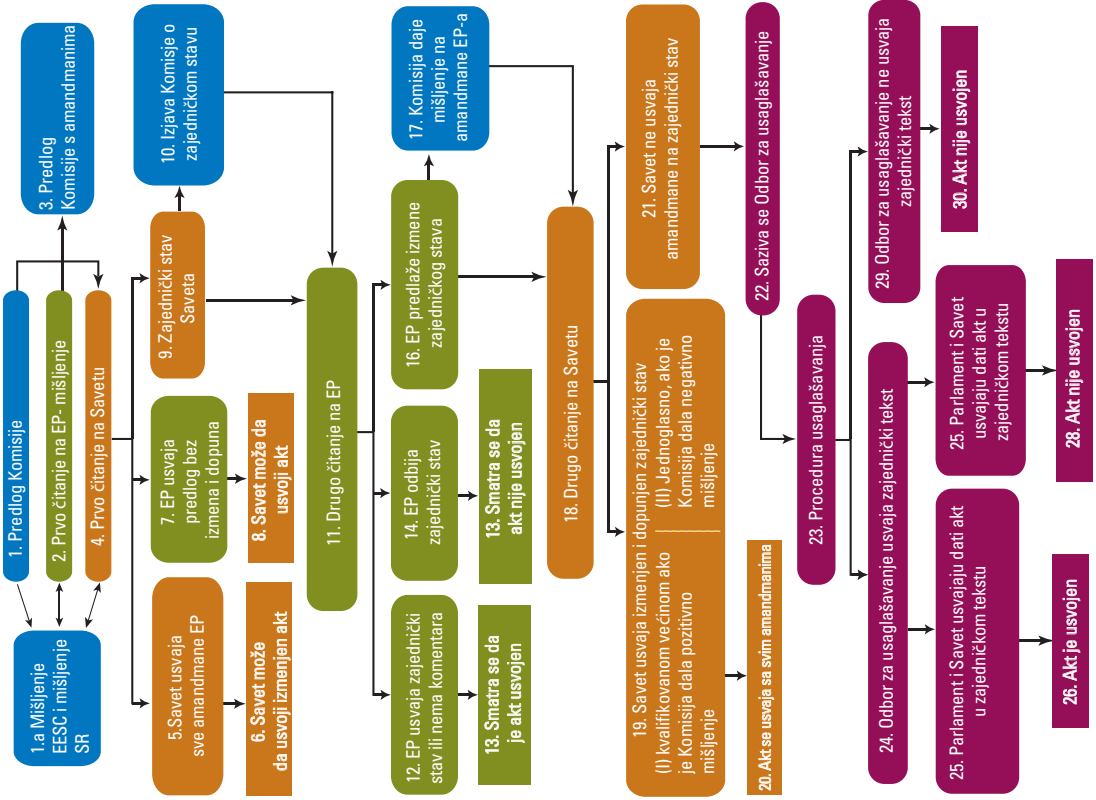 1. Predlog Komisije
1.a Mišljenje
EESC i mišljenje
SR
2. Prvo čitanje na EP- mišljenje
3. Predlog
Komisije s amandmanima
4. Prvo čitanje na Savetu
5.Savet usvaja
sve amandmane EP
6. Savet može
da usvoji izmenjen akt
7. EP usvaja
predlog bez
izmena i dopuna
8. Savet može da
usvoji akt
9. Zajednički stav
Saveta
10. Izjava Komisije o
zajedničkom stavu
11. Drugo čitanje na EP
12. EP usvaja zajednički
stav ili nema komentara
13. Smatra se da
je akt usvojen
14. EP odbija
zajednički stav
13. Smatra se da
akt nije usvojen
16. EP predlaže izmene
zajedničkog stava
17. Komisija daje
mišljenje na
amandmane EP-a
18. Drugo čitanje na Savetu
19. Savet usvaja izmenjen i dopunjen zajednički stav
(I) kvalifikovanom većinom ako
je Komisija dala pozitivno
mišljenje
(II) Jednoglasno, ako je
Komisija dala negativno
mišljenje
20. Akt se usvaja sa svim amandmanima
21. Savet ne usvaja
amandmane na zajednički stav
22. Saziva se Odbor za usaglašavanje
23. Procedura usaglašavanja
24. Odbor za usaglašavanje usvaja zajednički tekst
25. Parlament i Savet usvajaju dati akt
u zajedničkom tekstu
26. Akt je usvojen
25. Parlament i Savet
usvajaju dati akt u
zajedničkom tekstu
28. Akt nije usvojen
29. Odbor za usaglašavanje ne usvaja
zajednički tekst
30. Akt nije usvojen